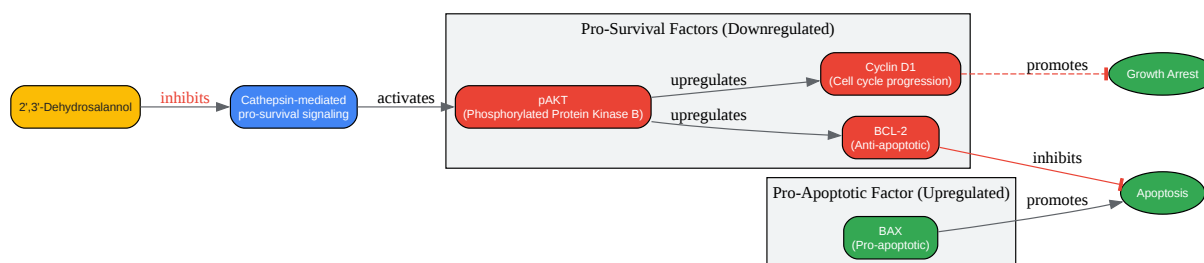 Pro-Survival Factors (Downregulated)
2',3'-Dehydrosalannol
inhibits
Cathepsin-mediated
pro-survival signaling
activates
pAKT
(Phosphorylated Protein Kinase B)
upregulates
upregulates
Cyclin D1
(Cell cycle progression)
promotes
Growth Arrest
BCL-2
(Anti-apoptotic)
inhibits
Apoptosis
Pro-Apoptotic Factor (Upregulated)
promotes
BAX
(Pro-apoptotic)